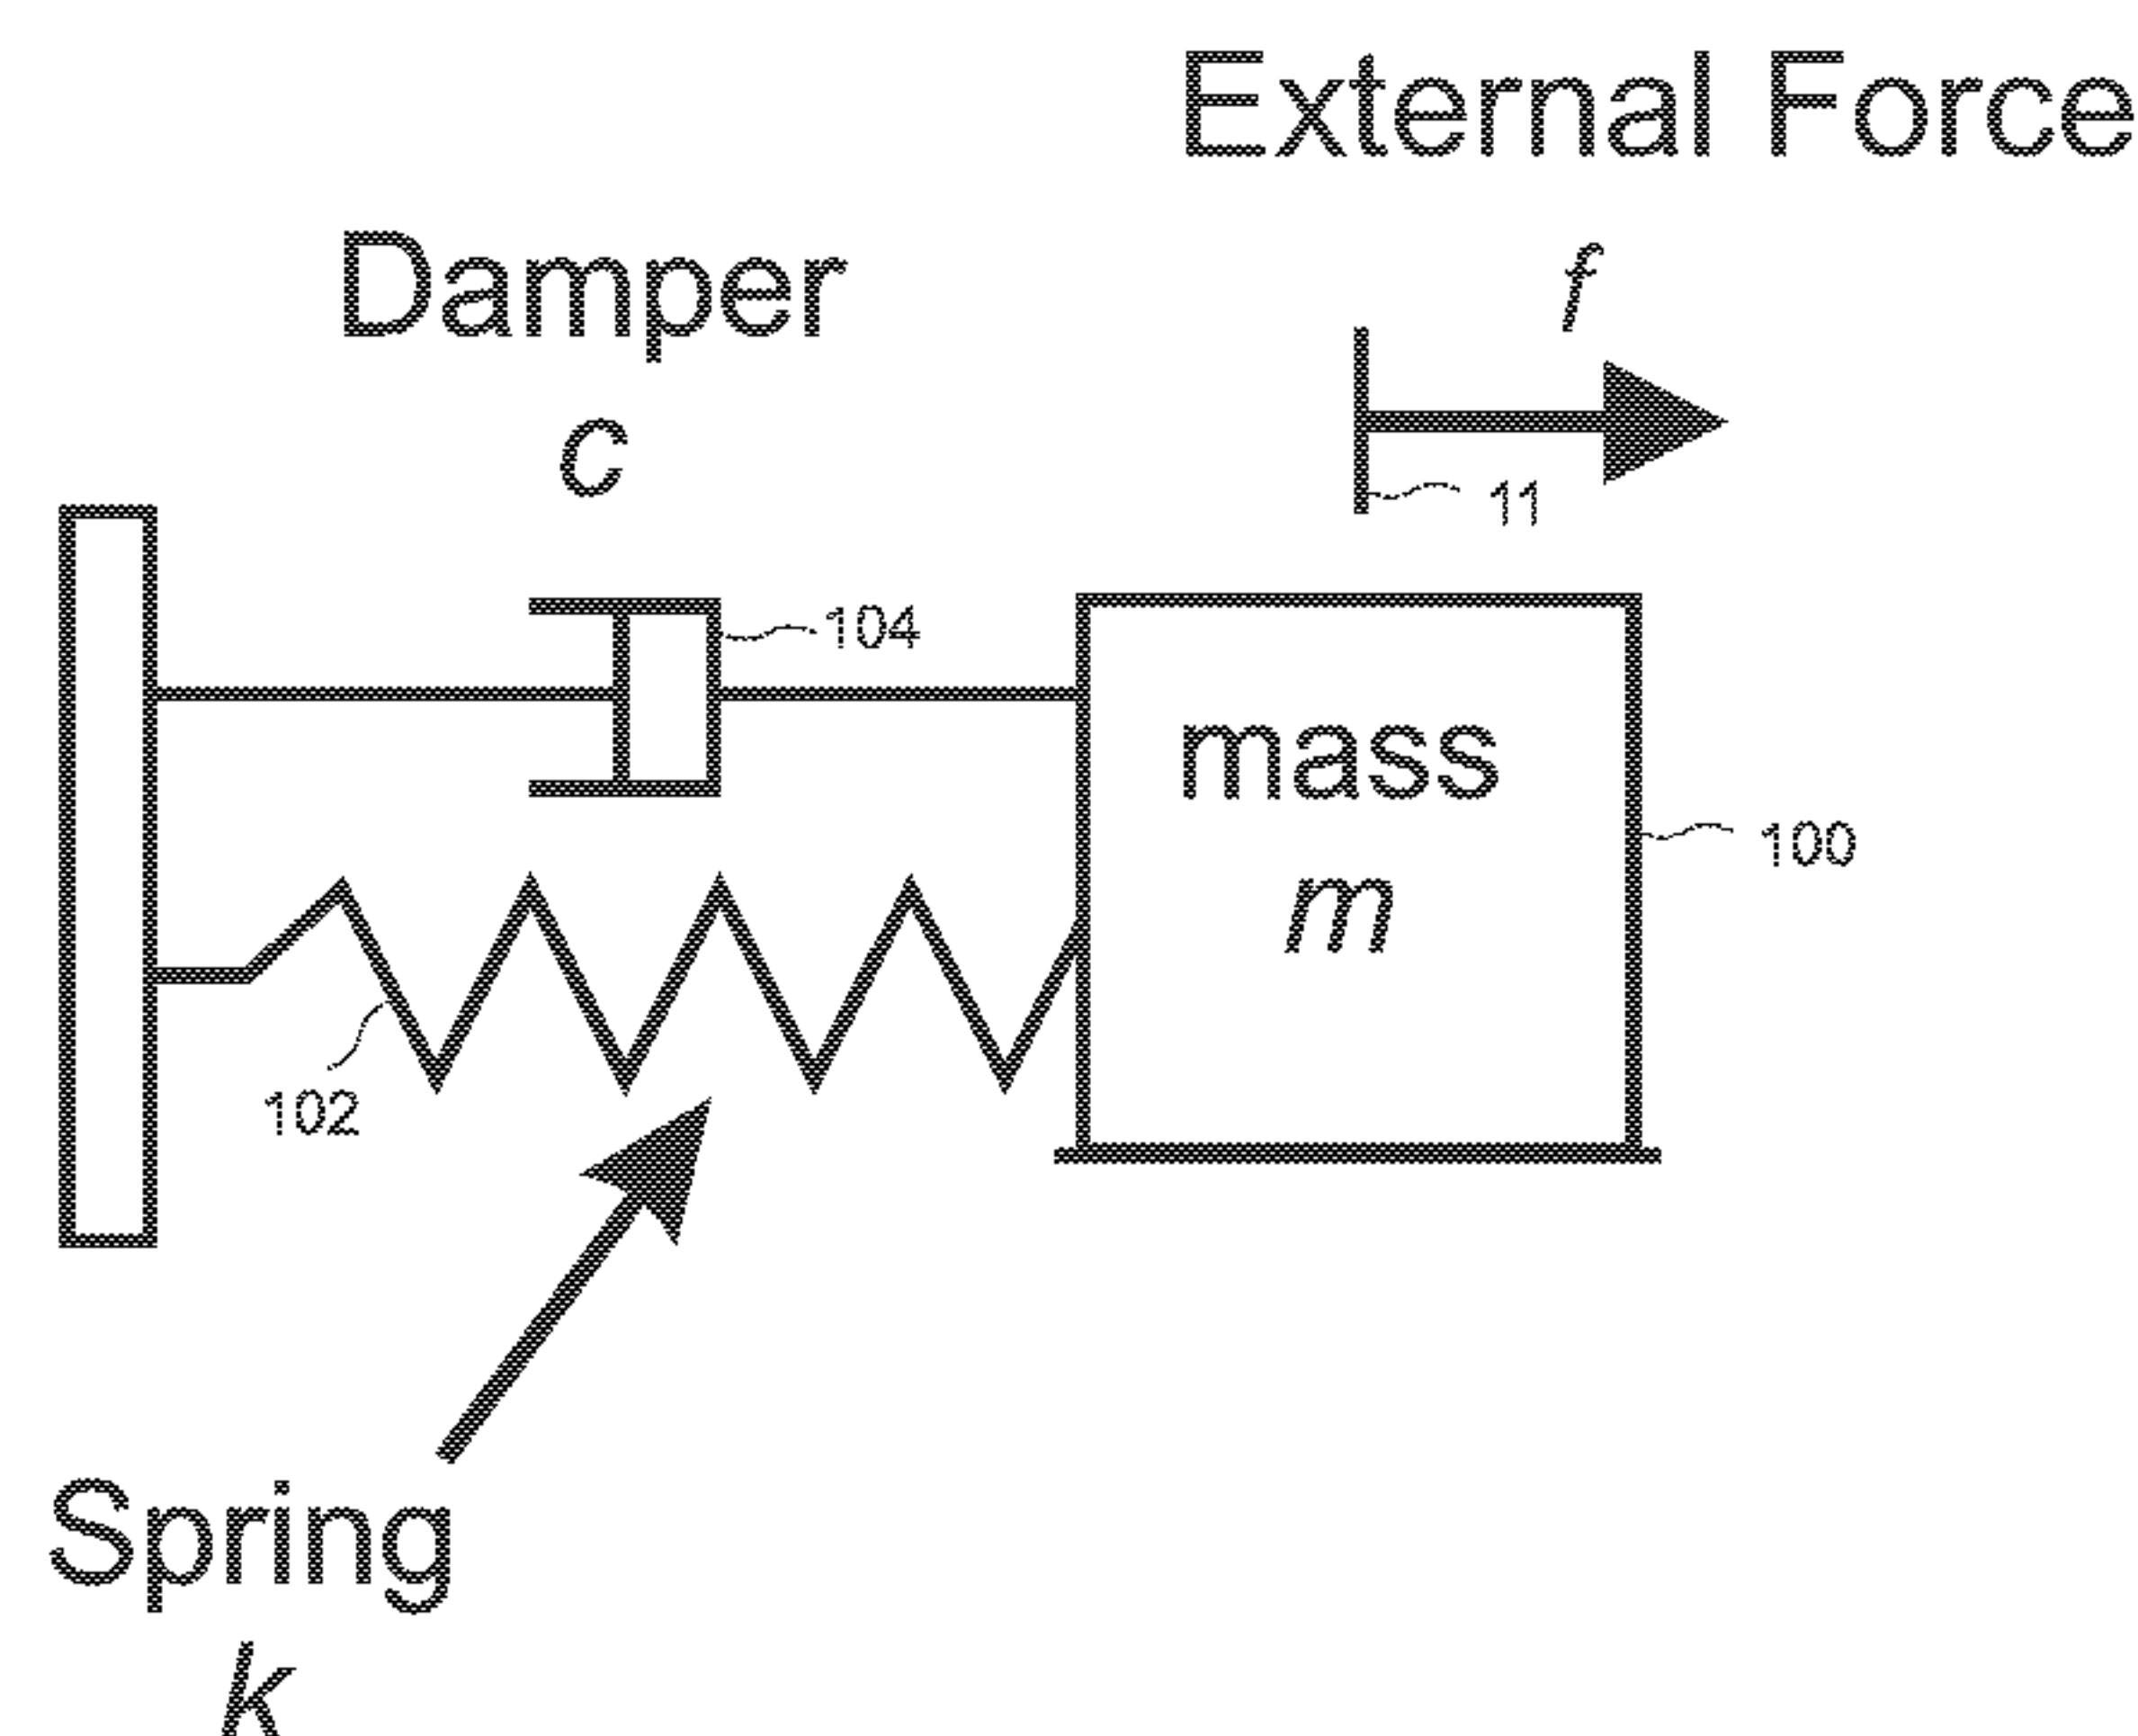 External Force
f
Damper
c
11
104
mass
m
100
102
Spring
k